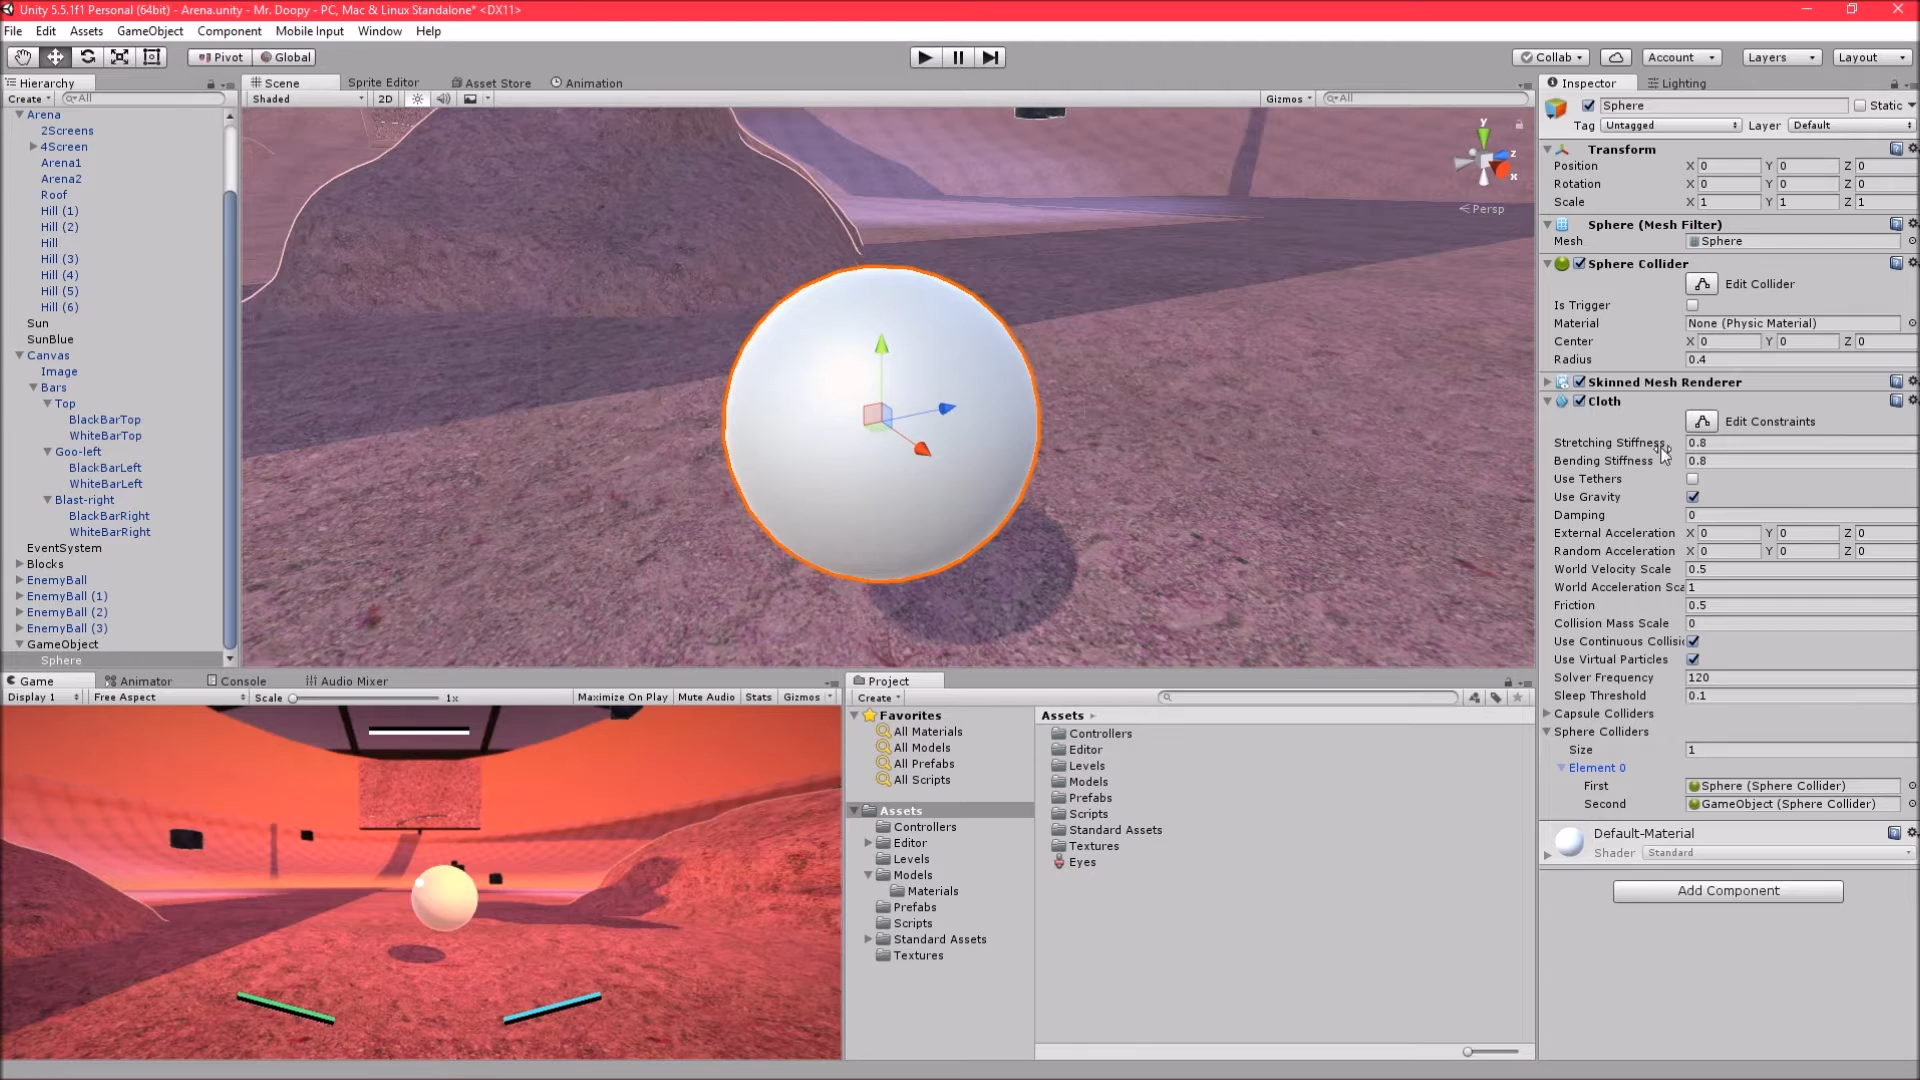 Unity 5.5.1f1 Personal (64bit) - Arena.unity - Mr. Doopy - PC, Mac & Linux Standalone* <DX11>
File Edit Assets GameObject Component Mobile Input Window Help
Pivot Global Collab Account Layers Layout
Hierarchy
Create All
Arena
2Screens
4Screen
Arena1
Arena2
Roof
Hill (1)
Hill (2)
Hill
Hill (3)
Hill (4)
Hill (5)
Hill (6)
Sun
SunBlue
Canvas
Image
Bars
Top
BlackBarTop
WhiteBarTop
Goo-left
BlackBarLeft
WhiteBarLeft
Blast-right
BlackBarRight
WhiteBarRight
EventSystem
Blocks
EnemyBall
EnemyBall (1)
EnemyBall (2)
EnemyBall (3)
GameObject
Sphere
Scene Sprite Editor Asset Store Animation
Shaded 2D Gizmos All
y
z
x
Persp
Game Animator Console Audio Mixer
Display 1 Free Aspect Scale 1x Maximize On Play Mute Audio Stats Gizmos
Project
Create
Favorites
All Materials
All Models
All Prefabs
All Scripts
Assets
Controllers
Editor
Levels
Models
Materials
Prefabs
Scripts
Standard Assets
Textures
Assets
Controllers
Editor
Levels
Models
Prefabs
Scripts
Standard Assets
Textures
Eyes
Inspector Lighting
Sphere Static
Tag Untagged Layer Default
Transform
Position X 0 Y 0 Z 0
Rotation X 0 Y 0 Z 0
Scale X 1 Y 1 Z 1
Sphere (Mesh Filter)
Mesh Sphere
Sphere Collider
Edit Collider
Is Trigger
Material None (Physic Material)
Center X 0 Y 0 Z 0
Radius 0.4
Skinned Mesh Renderer
Cloth
Edit Constraints
Stretching Stiffness 0.8
Bending Stiffness 0.8
Use Tethers
Use Gravity
Damping 0
External Acceleration X 0 Y 0 Z 0
Random Acceleration X 0 Y 0 Z 0
World Velocity Scale 0.5
World Acceleration Sca 1
Friction 0.5
Collision Mass Scale 0
Use Continuous Collisi
Use Virtual Particles
Solver Frequency 120
Sleep Threshold 0.1
Capsule Colliders
Sphere Colliders
Size 1
Element 0
First Sphere (Sphere Collider)
Second GameObject (Sphere Collider)
Default-Material
Shader Standard
Add Component